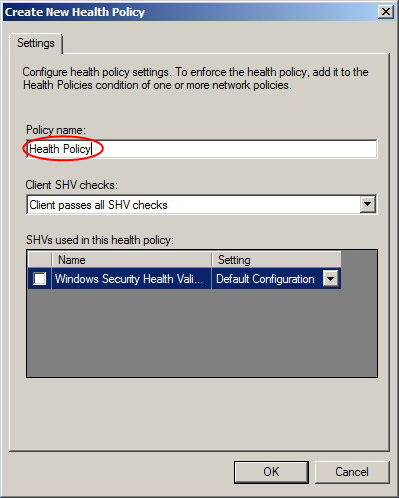 Create New Health Policy
Settings
Configure health policy settings. To enforce the health policy, add it to the
Health Policies condition of one or more network policies.
Policy name:
Health Policy
Client SHV checks:
Client passes all SHV checks
SHVs used in this health policy:
Name Setting
Windows Security Health Vali... Default Configuration
OK Cancel